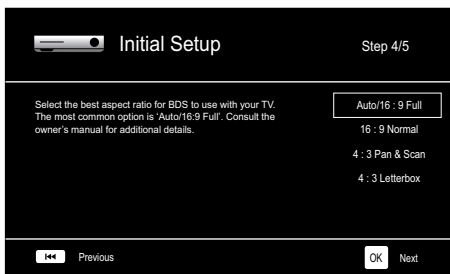 Initial Setup
Step 4/5
Select the best aspect ratio for BDS to use with your TV.
The most common option is 'Auto/16:9 Full'. Consult the
owner's manual for additional details.
Auto/16 : 9 Full
16 : 9 Normal
4 : 3 Pan & Scan
4 : 3 Letterbox
Previous
OK Next